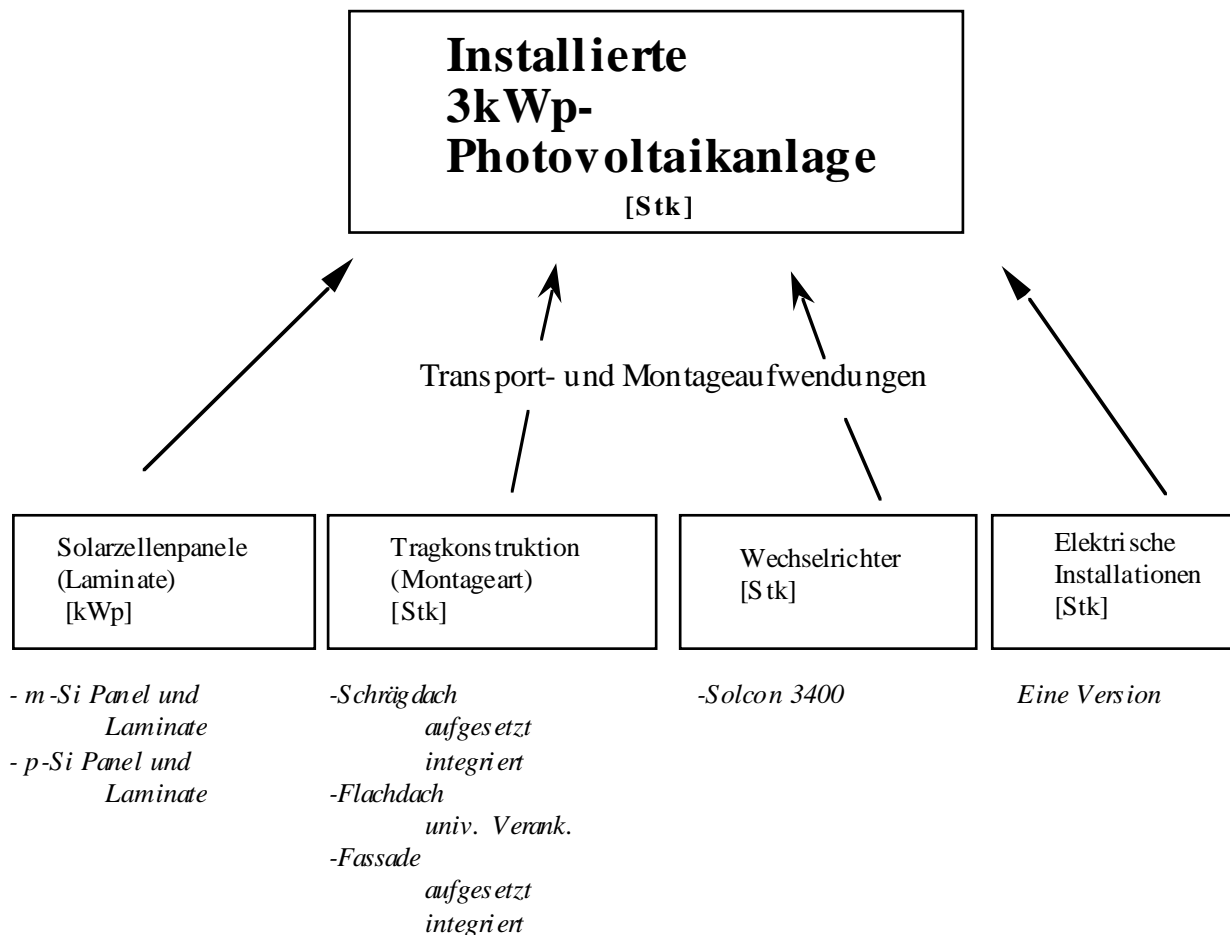 Installierte
3kWp-
Photovoltaikanlage
[Stk]
Transport- und Montageaufwendungen
Solarzellenpanele
(Laminate)
[kWp]
Tragkonstruktion
(Montageart)
[Stk]
Wechselrichter
[Stk]
Elektrische
Installationen
[Stk]
- m-Si Panel und
Laminate
- p-Si Panel und
Laminate
-Schrägdach
aufgesetzt
integriert
-Flachdach
univ. Verank.
-Fassade
aufgesetzt
integriert
-Solcon 3400
Eine Version